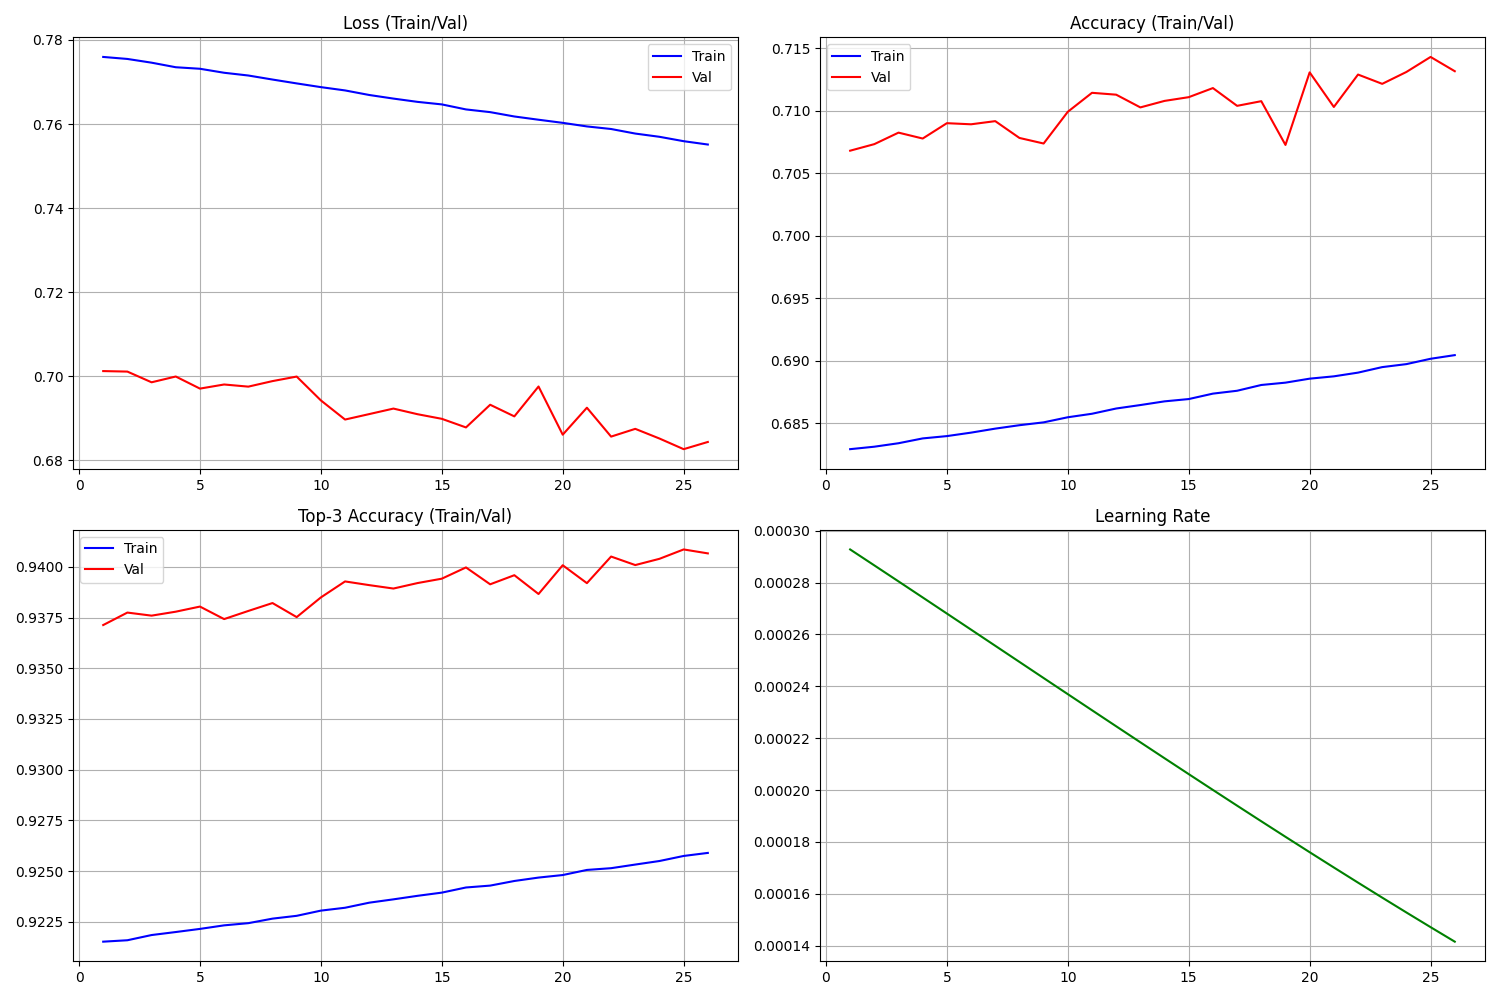 Loss (Train/Val)
0.78
0.76
0.74
0.72
0.70
0.68
0 5 10 15 20 25
Train
Val
Accuracy (Train/Val)
0.715
0.710
0.705
0.700
0.695
0.690
0.685
0 5 10 15 20 25
Train
Val
Top-3 Accuracy (Train/Val)
0.9400
0.9375
0.9350
0.9325
0.9300
0.9275
0.9250
0.9225
0 5 10 15 20 25
Train
Val
Learning Rate
0.00030
0.00028
0.00026
0.00024
0.00022
0.00020
0.00018
0.00016
0.00014
0 5 10 15 20 25